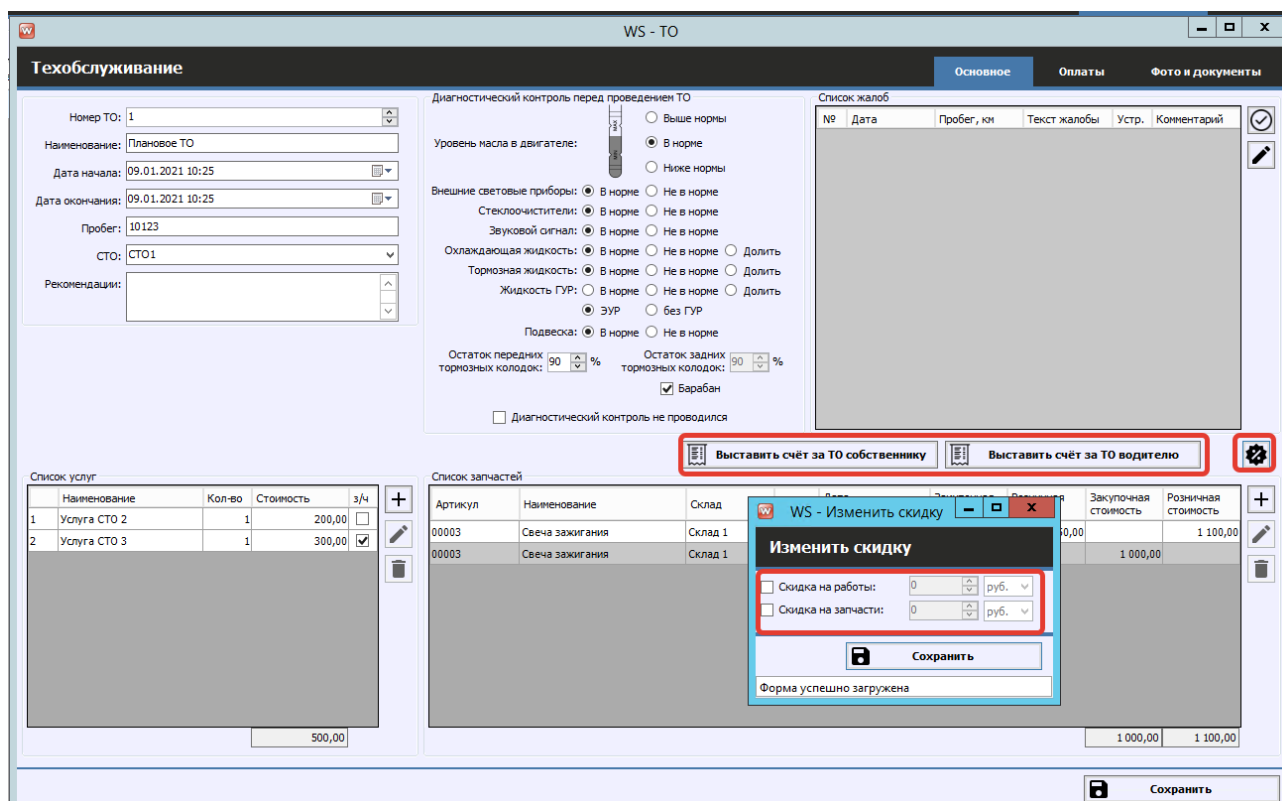 WS - ТО
Техобслуживание
Основное Оплаты Фото и документы
Номер ТО: 1
Наименование: Плановое ТО
Дата начала: 09.01.2021 10:25
Дата окончания: 09.01.2021 10:25
Пробег: 10123
СТО: СТО1
Рекомендации:
Диагностический контроль перед проведением ТО
Выше нормы
Уровень масла в двигателе: В норме
Ниже нормы
Внешние световые приборы: В норме Не в норме
Стеклоочистители: В норме Не в норме
Звуковой сигнал: В норме Не в норме
Охлаждающая жидкость: В норме Не в норме Долить
Тормозная жидкость: В норме Не в норме Долить
Жидкость ГУР: В норме Не в норме Долить
ЭУР без ГУР
Подвеска: В норме Не в норме
Остаток передних тормозных колодок: 90 %
Остаток задних тормозных колодок: 90 %
Барабан
Диагностический контроль не проводился
Список жалоб
№ Дата Пробег, км Текст жалобы Устр. Комментарий
Выставить счёт за ТО собственнику Выставить счёт за ТО водителю
Список услуг
Наименование Кол-во Стоимость з/ч
1 Услуга СТО 2 1 200,00
2 Услуга СТО 3 1 300,00
500,00
Список запчастей
Артикул Наименование Склад Закупочная стоимость Розничная стоимость
00003 Свеча зажигания Склад 1 1 100,00
00003 Свеча зажигания Склад 1 1 000,00
1 000,00 1 100,00
WS - Изменить скидку
Изменить скидку
Скидка на работы: 0 руб.
Скидка на запчасти: 0 руб.
Сохранить
Форма успешно загружена
Сохранить